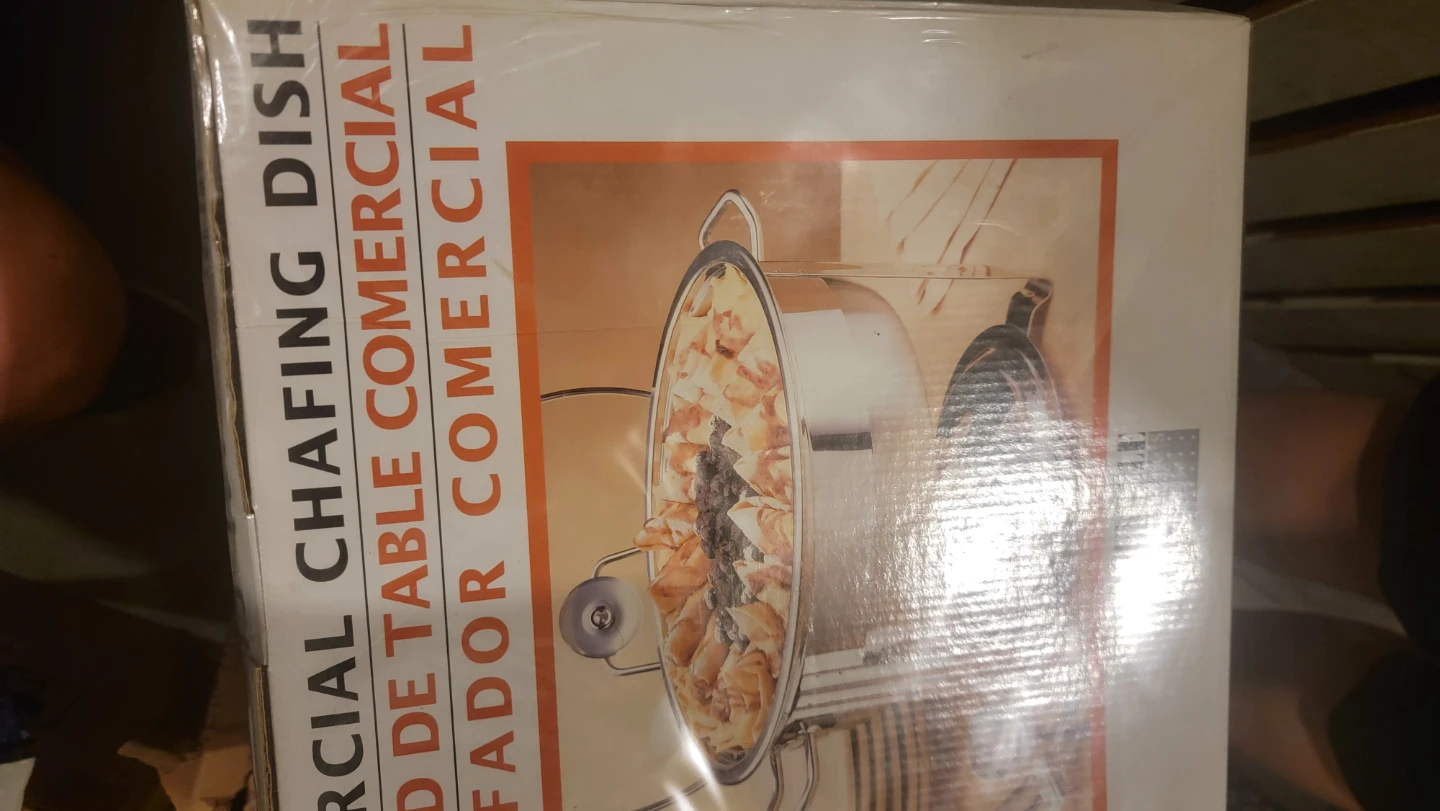 RCIAL CHAFING DISH
D DE TABLE COMERCIAL
FADOR COMERCIAL